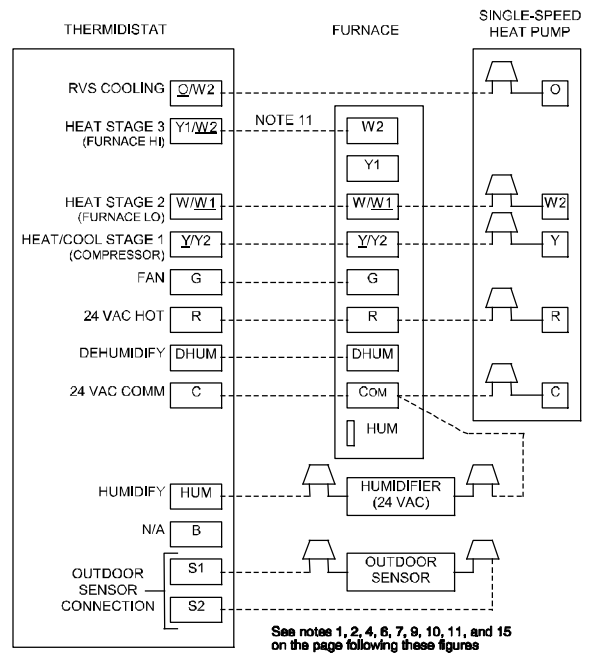 THERMIDISTAT
FURNACE
SINGLE-SPEED
HEAT PUMP
RVS COOLING
O/W2
O
HEAT STAGE 3
(FURNACE HI)
Y1/W2
NOTE 11
W2
Y1
HEAT STAGE 2
(FURNACE LO)
W/W1
W/W1
W2
HEAT/COOL STAGE 1
(COMPRESSOR)
Y/Y2
Y/Y2
Y
FAN
G
G
24 VAC HOT
R
R
R
DEHUMIDIFY
DHUM
DHUM
24 VAC COMM
C
COM
C
HUM
HUMIDIFY
HUM
HUMIDIFIER
(24 VAC)
N/A
B
OUTDOOR
SENSOR
CONNECTION
S1
S2
OUTDOOR
SENSOR
See notes 1, 2, 4, 6, 7, 9, 10, 11, and 15
on the page following these figures